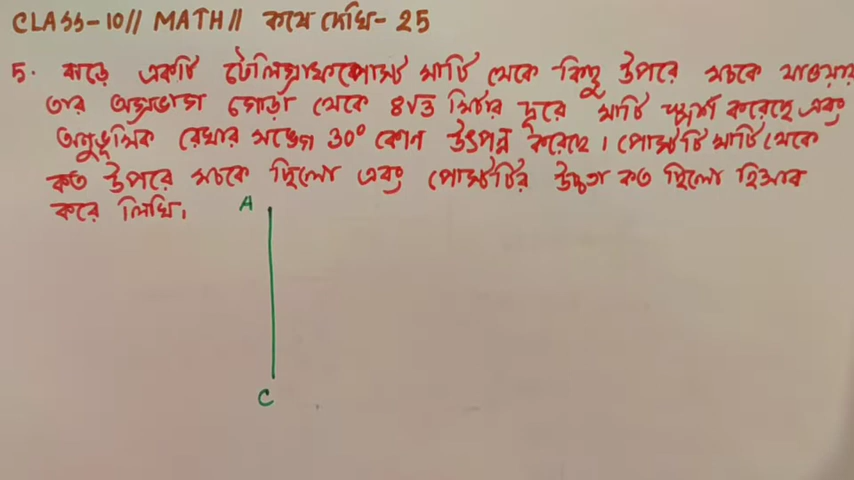 CLASS-10// MATH// কষে দেখি-25
5. ঝড়ে একটি টেলিগ্রাফপোস্ট মাটি থেকে কিছু উপরে মচকে যাওয়ায়
তার অগ্রভাগ গোড়া থেকে 8√3 মিটার দূরে মাটি স্পর্শ করেছে এবং
অনুভূমিক রেখার সঙ্গে 30° কোন উৎপন্ন করেছে। পোস্টটি মাটি থেকে
কত উপরে মচকে ছিলো এবং পোস্টটির উচ্চতা কত ছিলো হিসাব
করে লিখি।
A
C